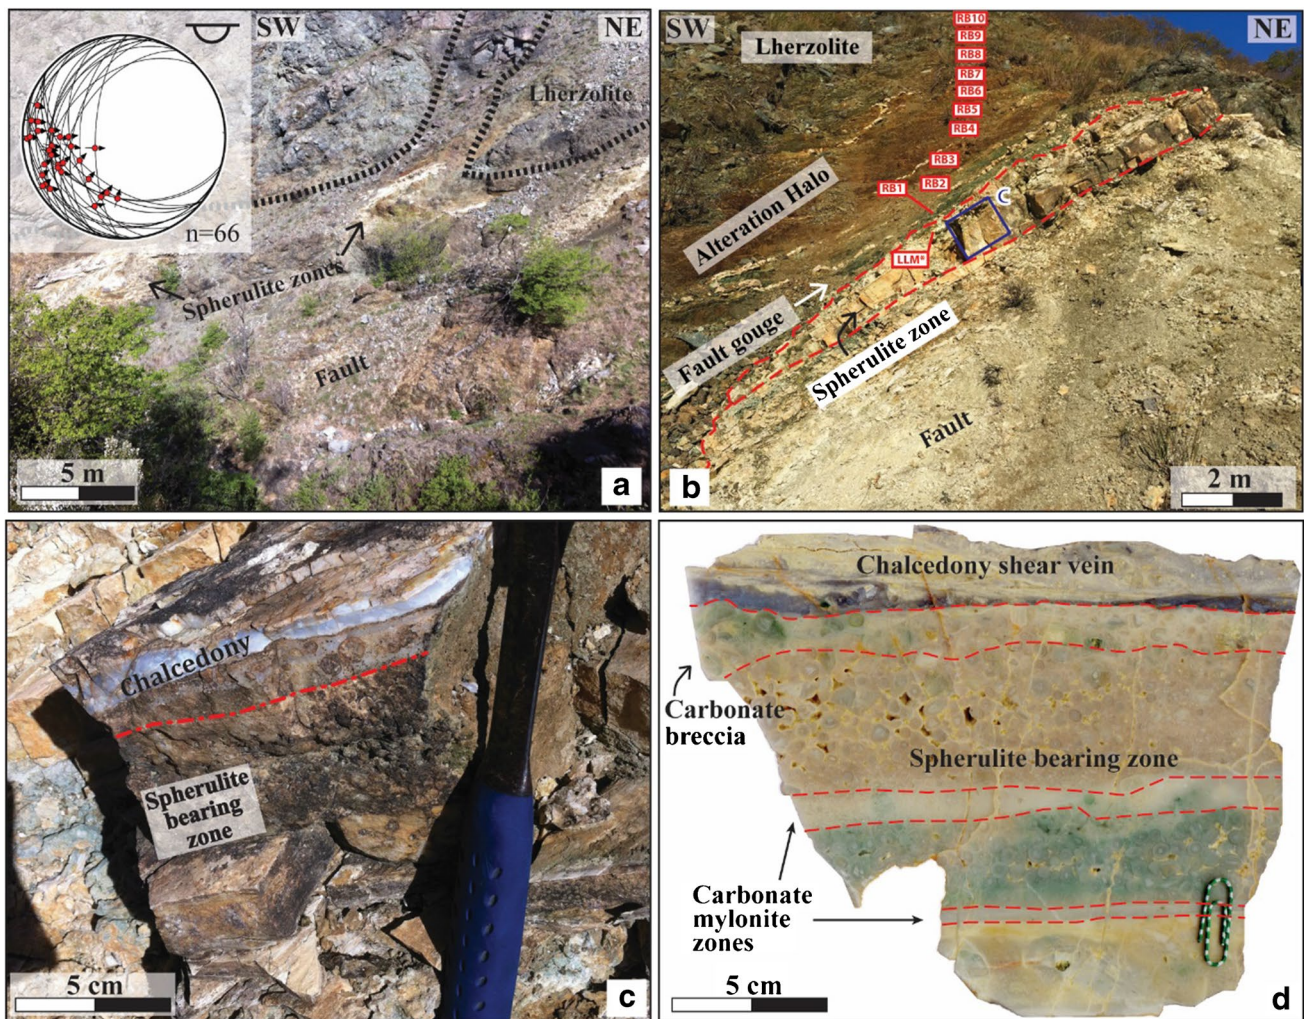 SW
NE
Lherzolite
n=66
Spherulite zones
Fault
5 m
a
SW
NE
Lherzolite
RB10
RB9
RB8
RB7
RB6
RB5
RB4
RB3
RB2
RB1
C
LLM*
Alteration Halo
Fault gouge
Spherulite zone
Fault
b
2 m
Chalcedony
Spherulite
bearing
zone
5 cm
c
Chalcedony shear vein
Carbonate
breccia
Spherulite bearing zone
Carbonate
mylonite
zones
5 cm
d